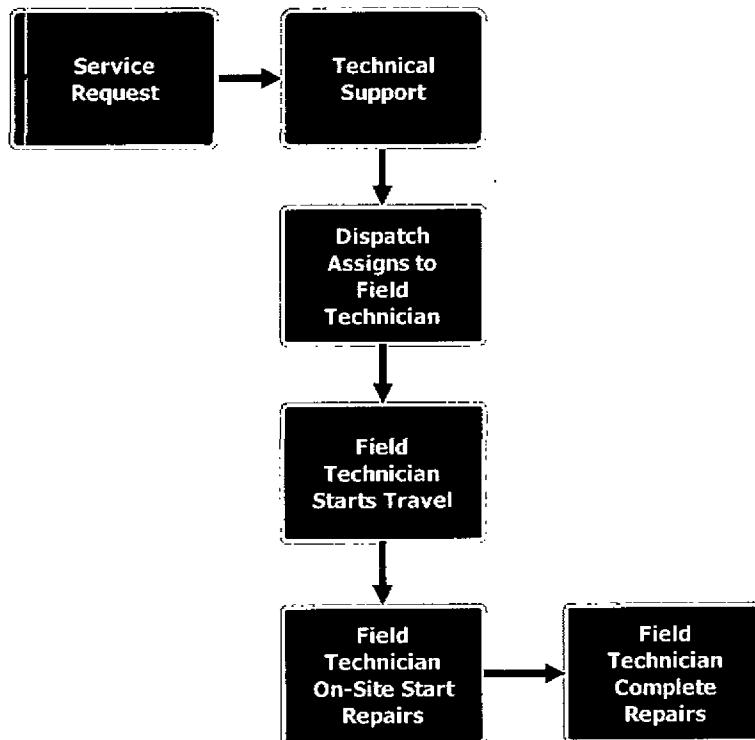 Service
Request
Technical
Support
Dispatch
Assigns to
Field
Technician
Field
Technician
Starts Travel
Field
Technician
On-Site Start
Repairs
Field
Technician
Complete
Repairs